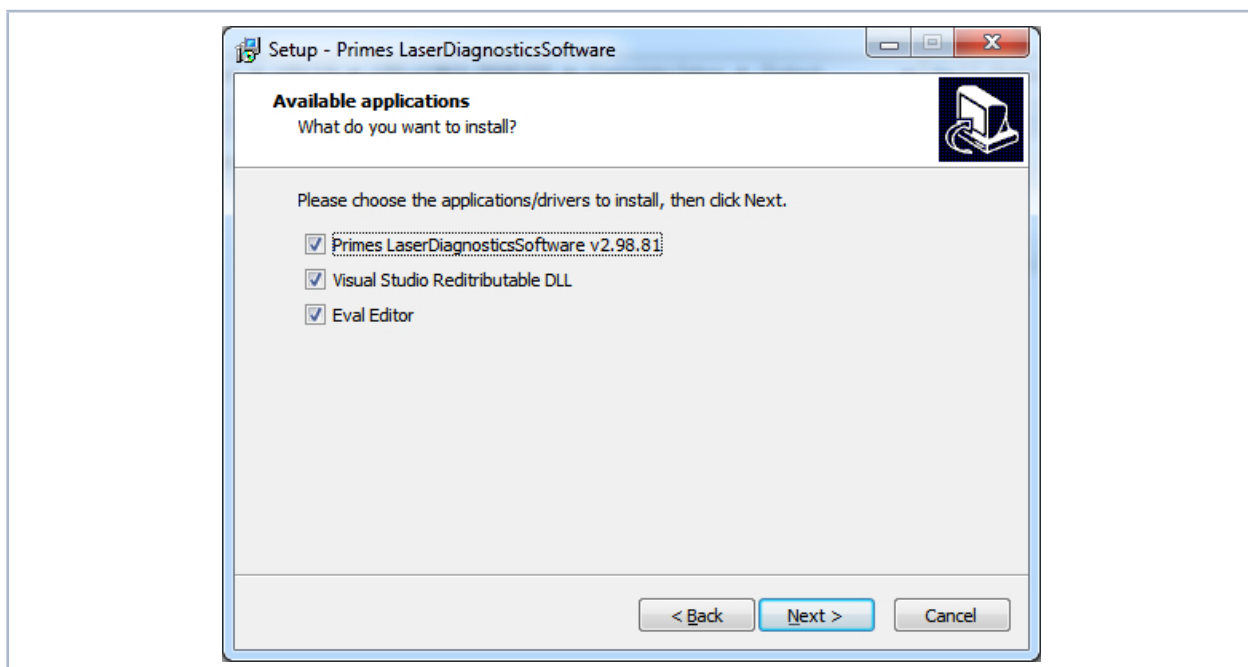 Setup - Primes LaserDiagnosticsSoftware
Available applications
What do you want to install?
Please choose the applications/drivers to install, then click Next.
Primes LaserDiagnosticsSoftware v2.98.81
Visual Studio Reditributable DLL
Eval Editor
< Back Next > Cancel